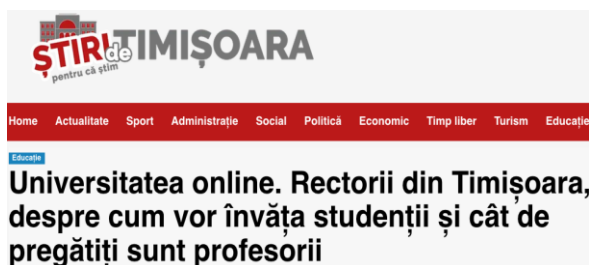 ȘTIRI de TIMIȘOARA
pentru că știm
Home Actualitate Sport Administrație Social Politică Economic Timp liber Turism Educație
Educație
Universitatea online. Rectorii din Timișoara,
despre cum vor învăța studenții și cât de
pregătiți sunt profesorii